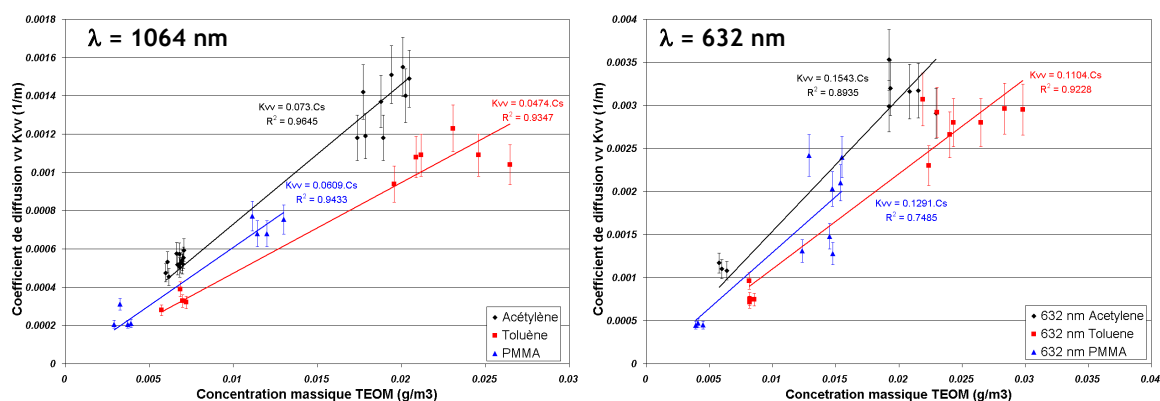 λ = 1064 nm
Coefficient de diffusion vv Kvv (1/m)
0.0018
0.0016
0.0014
0.0012
0.001
0.0008
0.0006
0.0004
0.0002
0
Kvv = 0.073.Cs
R² = 0.9645
Kvv = 0.0474.Cs
R² = 0.9347
Kvv = 0.0609.Cs
R² = 0.9433
Acétylène
Toluène
PMMA
0 0.005 0.01 0.015 0.02 0.025 0.03
Concentration massique TEOM (g/m3)
λ = 632 nm
Coefficient de diffusion vv Kvv (1/m)
0.004
0.0035
0.003
0.0025
0.002
0.0015
0.001
0.0005
0
Kvv = 0.1543.Cs
R² = 0.8935
Kvv = 0.1104.Cs
R² = 0.9228
Kvv = 0.1291.Cs
R² = 0.7485
632 nm Acetylene
632 nm Toluene
632 nm PMMA
0 0.005 0.01 0.015 0.02 0.025 0.03 0.035 0.04
Concetration massique TEOM (g/m3)